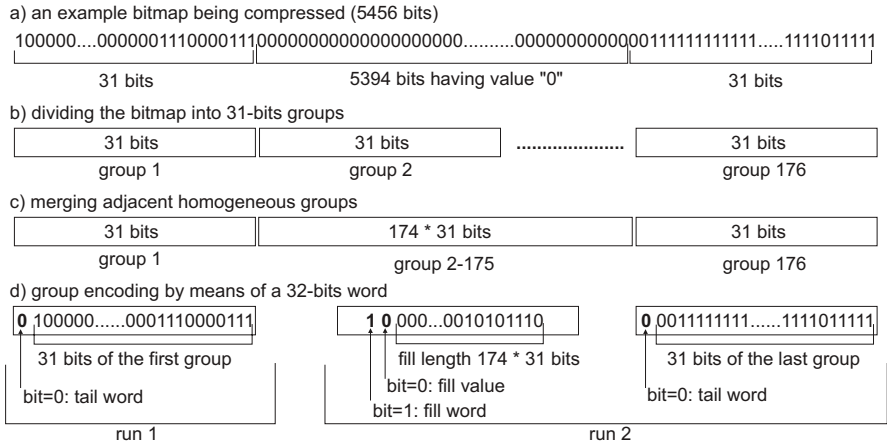 a) an example bitmap being compressed (5456 bits)
100000....0000001110000111000000000000000000000..........00000000000000111111111111.....1111011111
31 bits 5394 bits having value "0" 31 bits
b) dividing the bitmap into 31-bits groups
31 bits 31 bits ...................... 31 bits
group 1 group 2 group 176
c) merging adjacent homogeneous groups
31 bits 174 * 31 bits 31 bits
group 1 group 2-175 group 176
d) group encoding by means of a 32-bits word
0 100000......0001110000111 1 0 000...0010101110 0 0011111111......1111011111
31 bits of the first group fill length 174 * 31 bits 31 bits of the last group
bit=0: tail word bit=0: fill value bit=0: tail word
bit=1: fill word
run 1 run 2